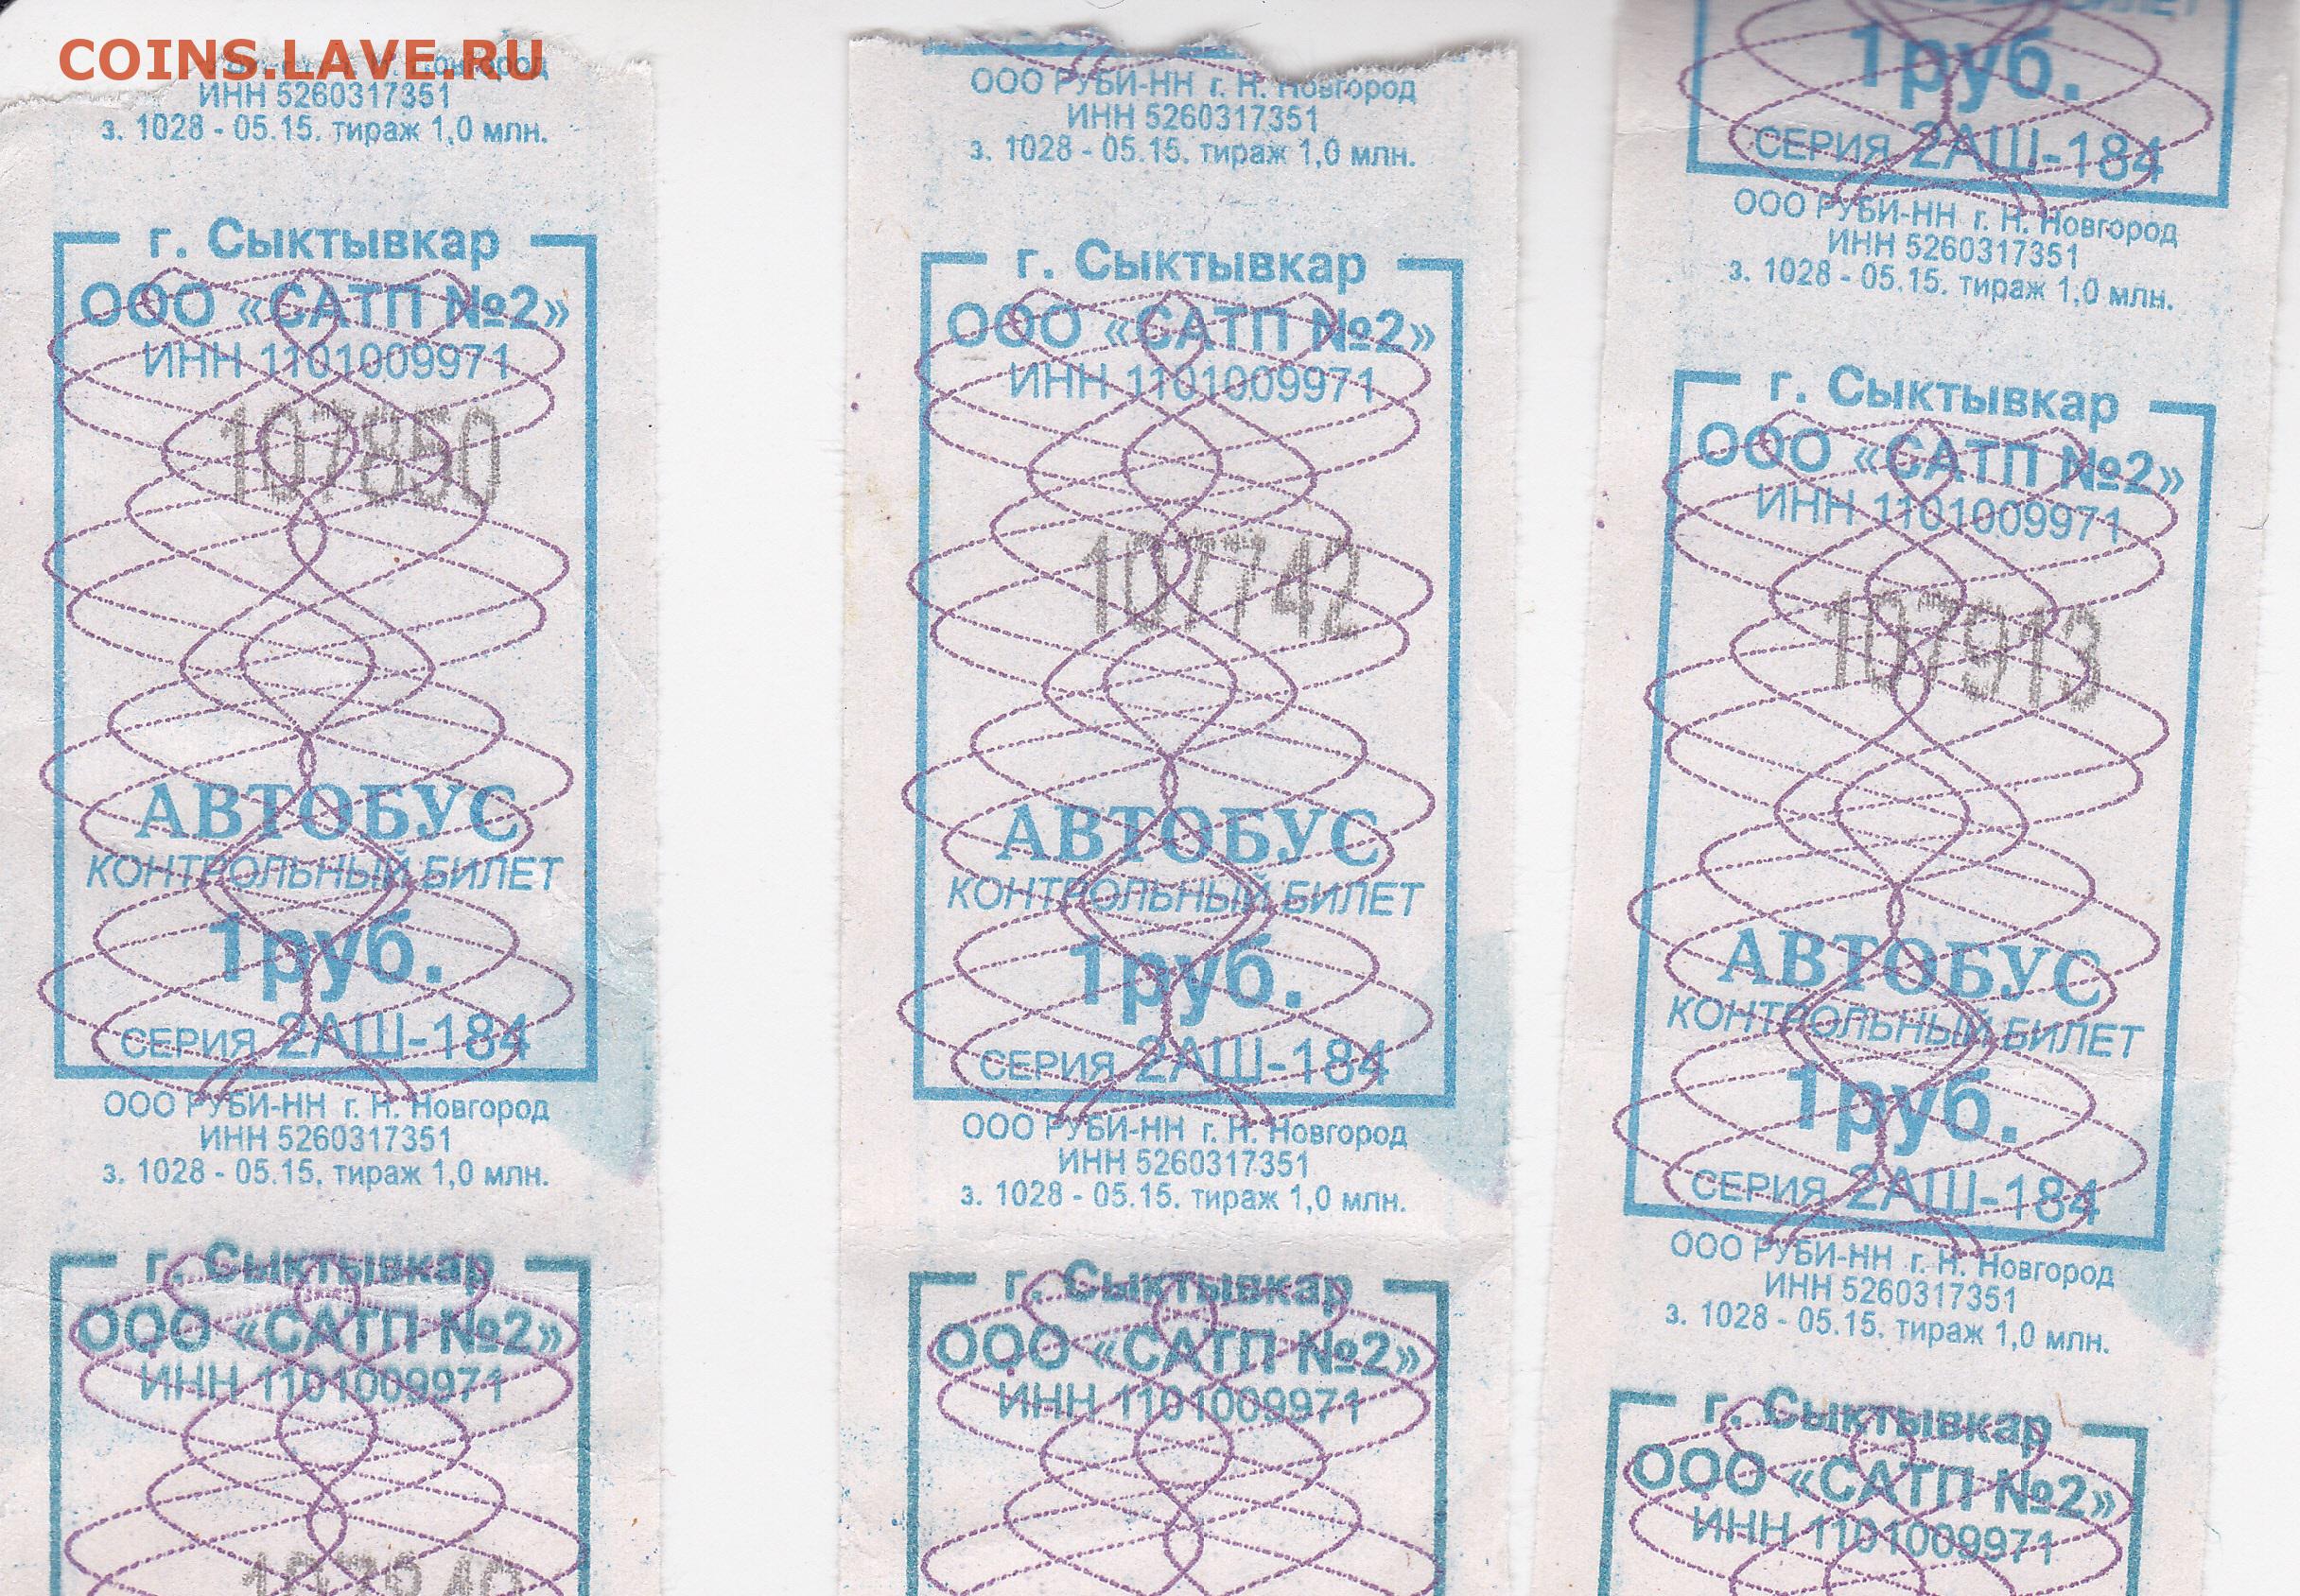 COINS.LAVE.RU
ИНН 5260317351
з. 1028 - 05.15. тираж 1,0 млн.
г. Сыктывкар
ООО «САТП №2»
ИНН 1101009971
107850
АВТОБУС
КОНТРОЛЬНЫЙ БИЛЕТ
1руб.
СЕРИЯ 2АШ-184
ООО РУБИ-НН г. Н. Новгород
ИНН 5260317351
з. 1028 - 05.15. тираж 1,0 млн.
г. Сыктывкар
ООО «САТП №2»
ИНН 1101009971
ООО РУБИ-НН г. Н. Новгород
ИНН 5260317351
з. 1028 - 05.15. тираж 1,0 млн.
г. Сыктывкар
ООО «САТП №2»
ИНН 1101009971
107742
АВТОБУС
КОНТРОЛЬНЫЙ БИЛЕТ
1руб.
СЕРИЯ 2АШ-184
ООО РУБИ-НН г. Н. Новгород
ИНН 5260317351
з. 1028 - 05.15. тираж 1,0 млн.
г. Сыктывкар
ООО «САТП №2»
ИНН 1101009971
1руб.
СЕРИЯ 2АШ-184
ООО РУБИ-НН г. Н. Новгород
ИНН 5260317351
з. 1028 - 05.15. тираж 1,0 млн.
г. Сыктывкар
ООО «САТП №2»
ИНН 1101009971
107913
АВТОБУС
КОНТРОЛЬНЫЙ БИЛЕТ
1руб.
СЕРИЯ 2АШ-184
ООО РУБИ-НН г. Н. Новгород
ИНН 5260317351
з. 1028 - 05.15. тираж 1,0 млн.
г. Сыктывкар
ООО «САТП №2»
ИНН 1101009971